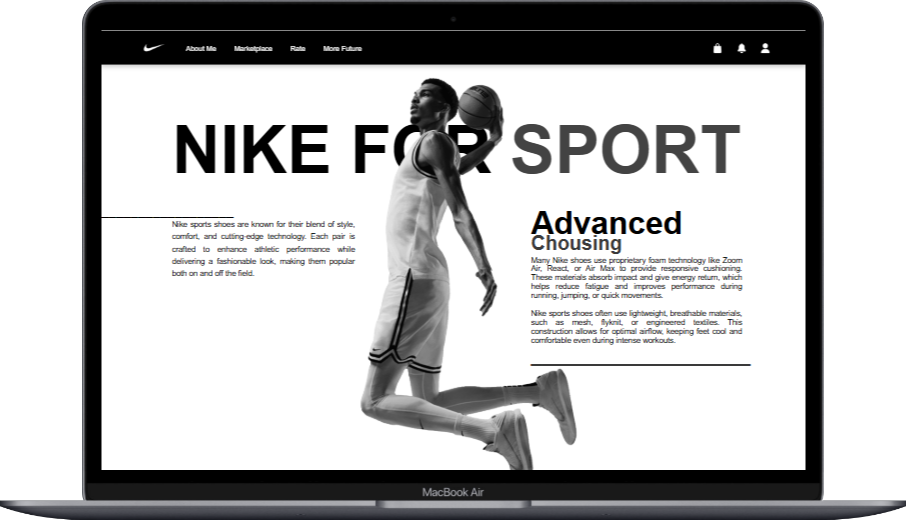 About Me Marketplace Rate More Future
NIKE FOR SPORT
Nike sports shoes are known for their blend of style,
comfort, and cutting-edge technology. Each pair is
crafted to enhance athletic performance while
delivering a fashionable look, making them popular
both on and off the field.
Advanced
Chousing
Many Nike shoes use proprietary foam technology like Zoom
Air, React, or Air Max to provide responsive cushioning.
These materials absorb impact and give energy return, which
helps reduce fatigue and improves performance during
running, jumping, or quick movements.
Nike sports shoes often use lightweight, breathable materials,
such as mesh, flyknit, or engineered textiles. This
construction allows for optimal airflow, keeping feet cool and
comfortable even during intense workouts.
MacBook Air